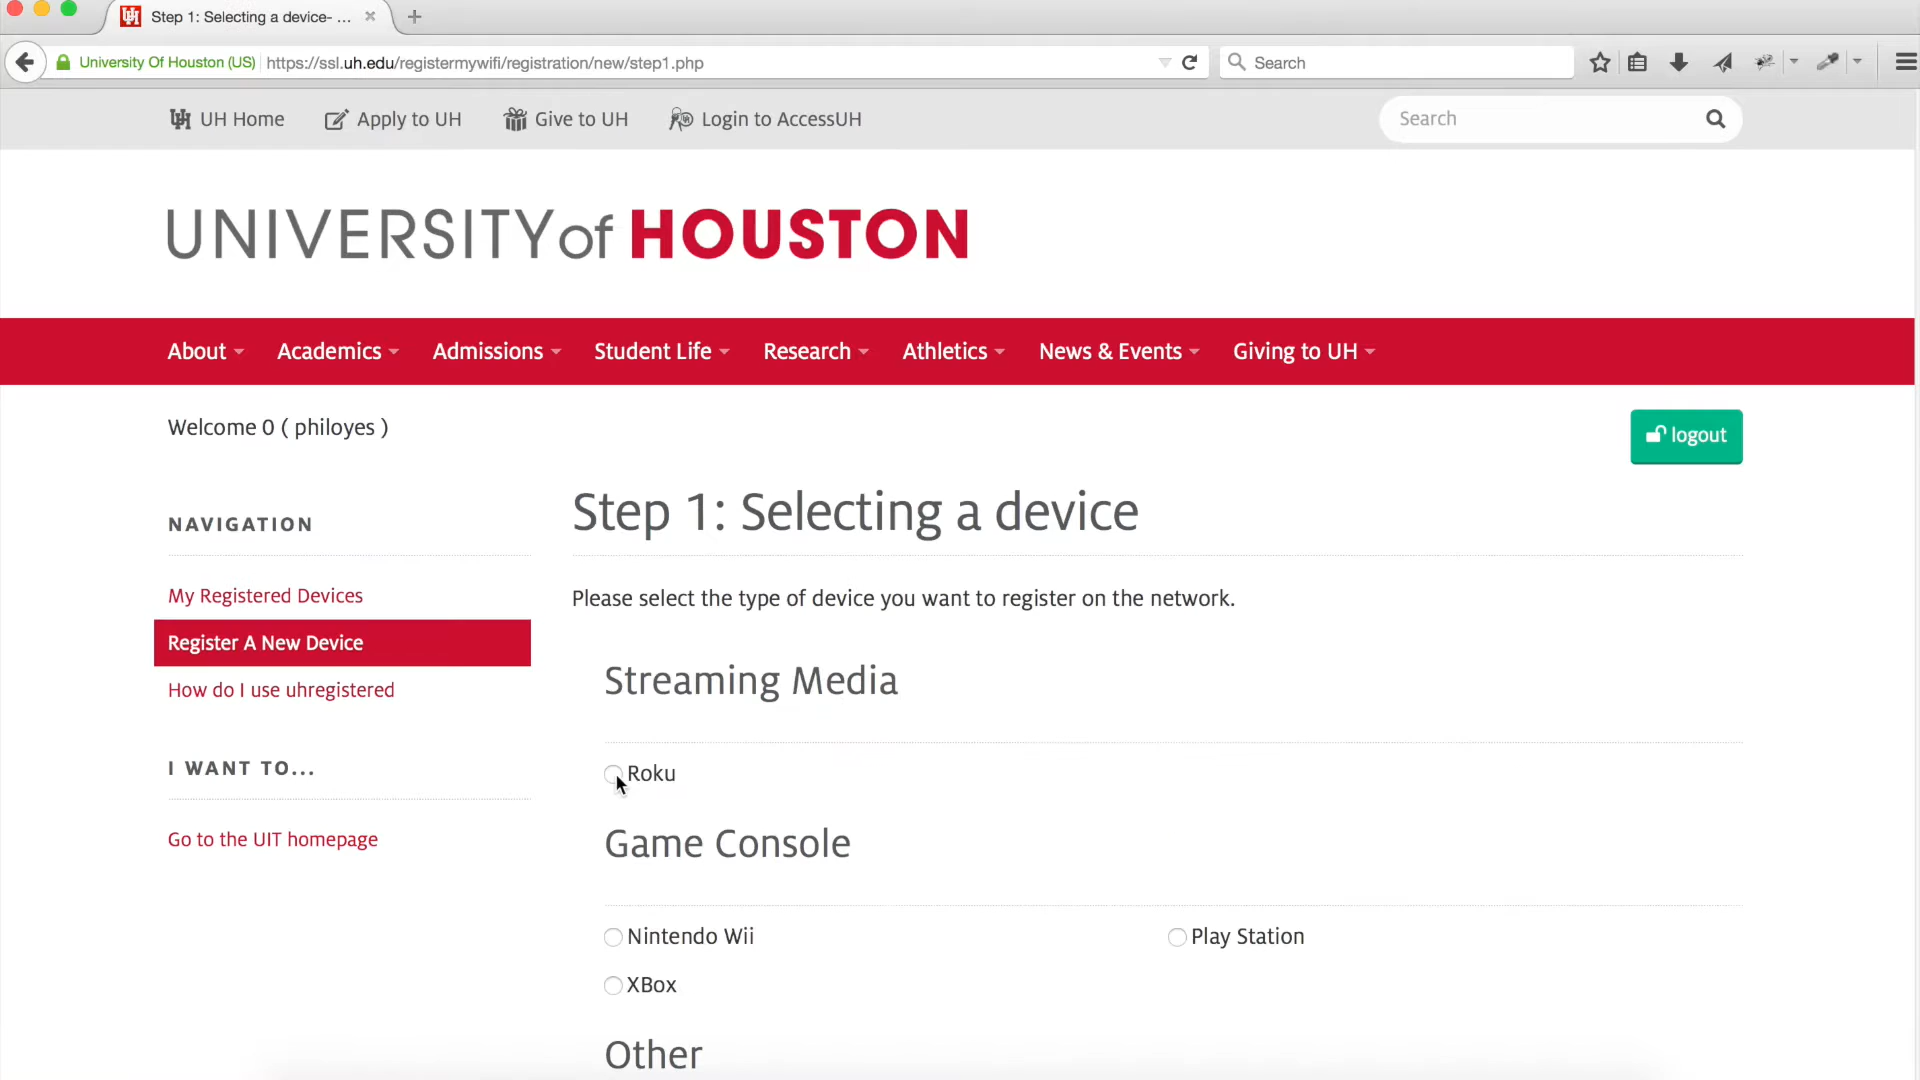 Step 1: Selecting a device- ...
University Of Houston (US) https://ssl.uh.edu/registermywifi/registration/new/step1.php Search
UH Home Apply to UH Give to UH Login to AccessUH Search
UNIVERSITY of HOUSTON
About Academics Admissions Student Life Research Athletics News & Events Giving to UH
Welcome 0 ( philoyes ) logout
NAVIGATION
My Registered Devices
Register A New Device
How do I use uhregistered
I WANT TO...
Go to the UIT homepage
Step 1: Selecting a device
Please select the type of device you want to register on the network.
Streaming Media
Roku
Game Console
Nintendo Wii Play Station
XBox
Other